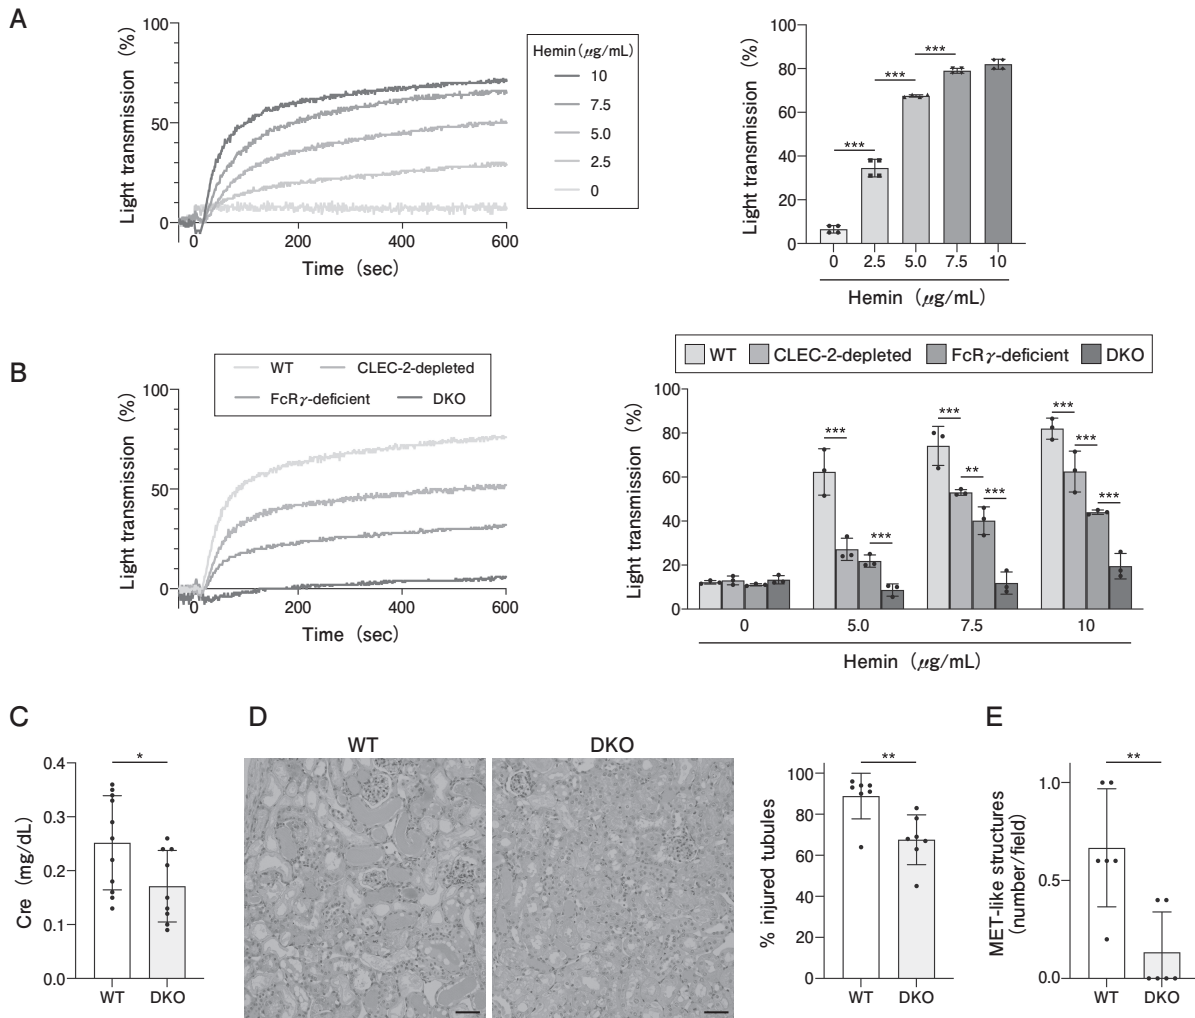 A
Light transmission (%)
100
50
0
0
200
400
600
Time (sec)
Hemin (μg/mL)
10
7.5
5.0
2.5
0
Light transmission (%)
100
80
60
40
20
0
***
***
***
0
2.5
5.0
7.5
10
Hemin (μg/mL)
B
WT
CLEC-2-depleted
FcRγ-deficient
DKO
Light transmission (%)
100
50
0
0
200
400
600
Time (sec)
WT
CLEC-2-depleted
FcRγ-deficient
DKO
Light transmission (%)
100
80
60
40
20
0
***
***
***
**
***
***
***
***
0
5.0
7.5
10
Hemin (μg/mL)
C
Cre (mg/dL)
0.4
0.3
0.2
0.1
0.0
*
WT
DKO
D
WT
DKO
% injured tubules
100
80
60
40
20
0
**
WT
DKO
E
MET-like structures
(number/field)
1.0
0.5
0.0
**
WT
DKO